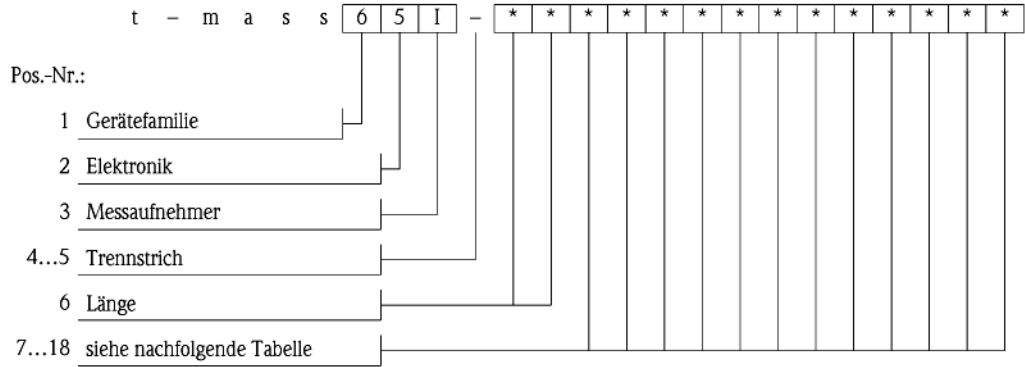 t – m a s s 6 5 I – * * * * * * * * * * * * * *
Pos.-Nr.:
1 Gerätefamilie
2 Elektronik
3 Messaufnehmer
4...5 Trennstrich
6 Länge
7...18 siehe nachfolgende Tabelle